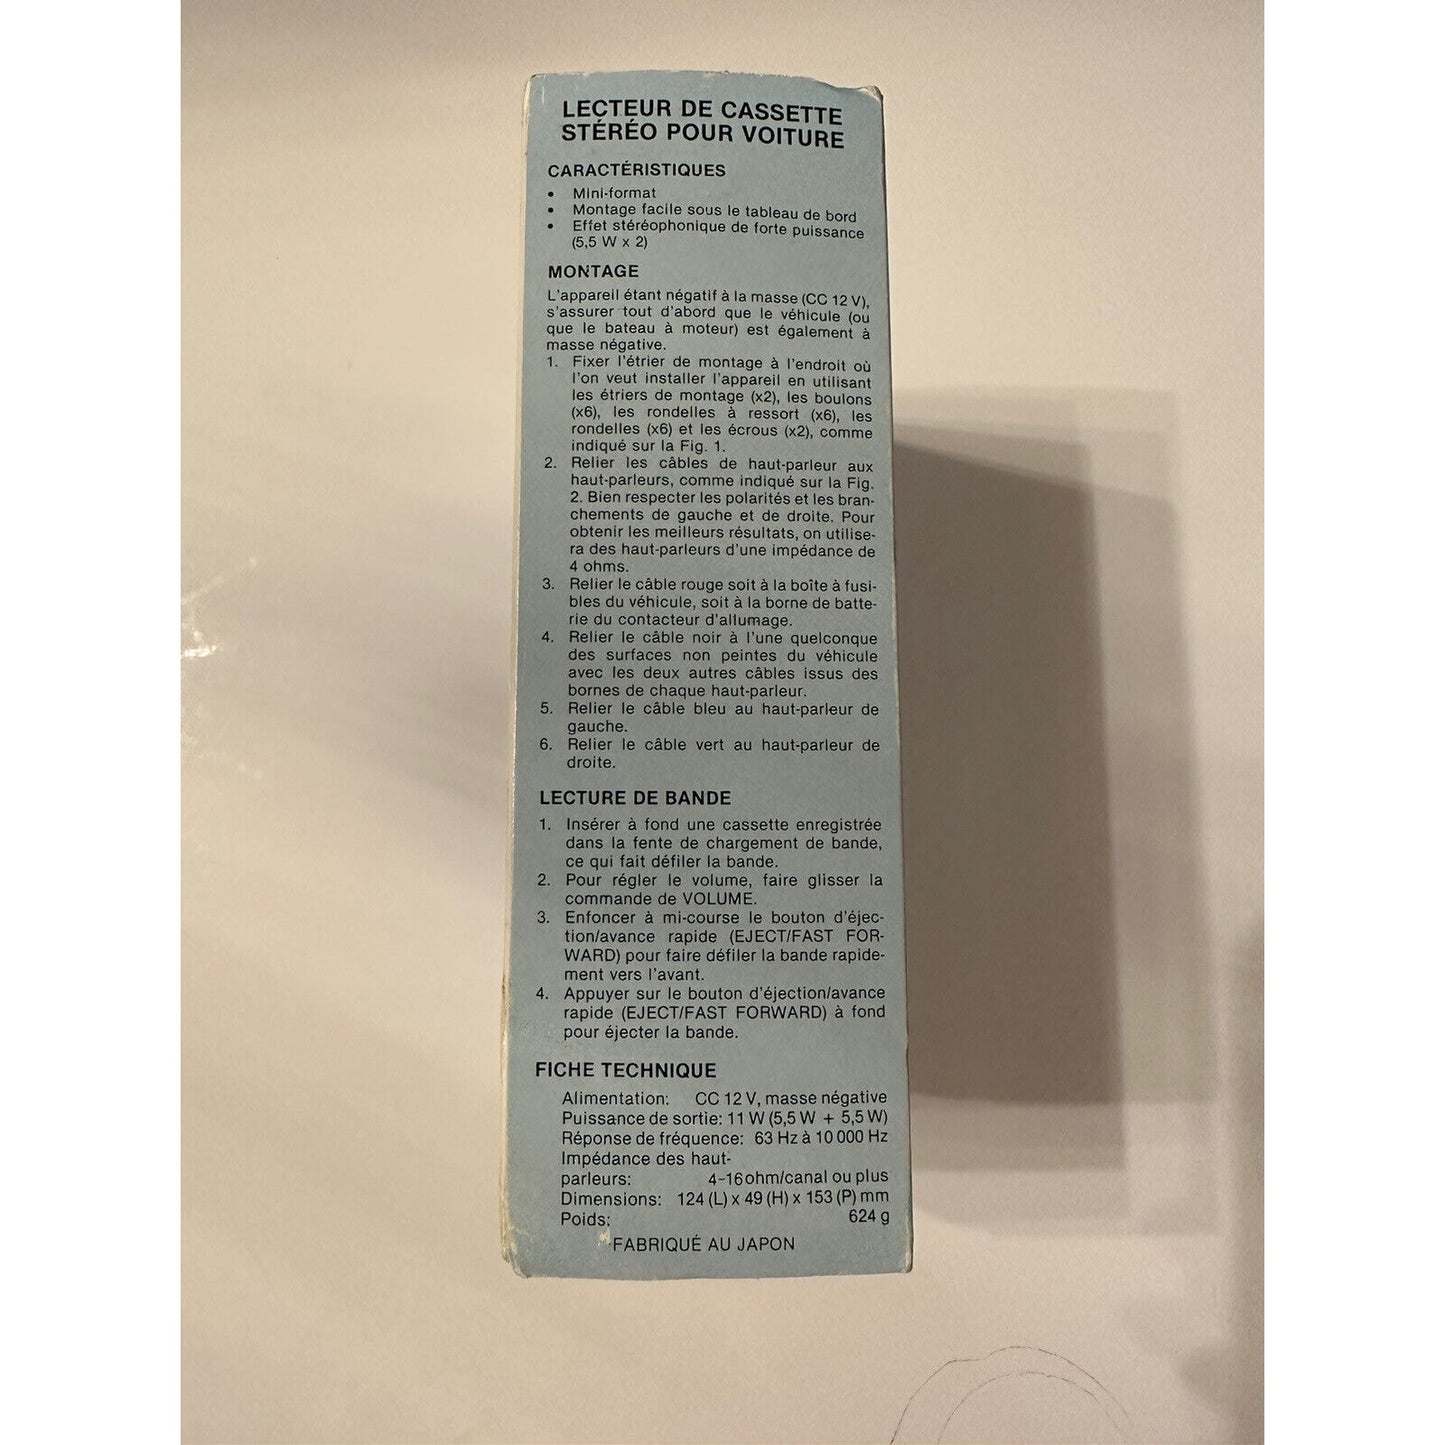 LECTEUR DE CASSETTE
STÉRÉO POUR VOITURE
CARACTÉRISTIQUES
• Mini-format
• Montage facile sous le tableau de bord
• Effet stéréophonique de forte puissance
(5,5 W x 2)
MONTAGE
L'appareil étant négatif à la masse (CC 12 V),
s'assurer tout d'abord que le véhicule (ou
que le bateau à moteur) est également à
masse négative.
1. Fixer l'étrier de montage à l'endroit où
l'on veut installer l'appareil en utilisant
les étriers de montage (x2), les boulons
(x6), les rondelles à ressort (x6), les
rondelles (x6) et les écrous (x2), comme
indiqué sur la Fig. 1.
2. Relier les câbles de haut-parleur aux
haut-parleurs, comme indiqué sur la Fig.
2. Bien respecter les polarités et les bran-
chements de gauche et de droite. Pour
obtenir les meilleurs résultats, on utilise-
ra des haut-parleurs d'une impédance de
4 ohms.
3. Relier le câble rouge soit à la boîte à fusi-
bles du véhicule, soit à la borne de batte-
rie du contacteur d'allumage.
4. Relier le câble noir à l'une quelconque
des surfaces non peintes du véhicule
avec les deux autres câbles issus des
bornes de chaque haut-parleur.
5. Relier le câble bleu au haut-parleur de
gauche.
6. Relier le câble vert au haut-parleur de
droite.
LECTURE DE BANDE
1. Insérer à fond une cassette enregistrée
dans la fente de chargement de bande,
ce qui fait défiler la bande.
2. Pour régler le volume, faire glisser la
commande de VOLUME.
3. Enfoncer à mi-course le bouton d'éjec-
tion/avance rapide (EJECT/FAST FOR-
WARD) pour faire défiler la bande rapide-
ment vers l'avant.
4. Appuyer sur le bouton d'éjection/avance
rapide (EJECT/FAST FORWARD) à fond
pour éjecter la bande.
FICHE TECHNIQUE
Alimentation: CC 12 V, masse négative
Puissance de sortie: 11 W (5,5 W + 5,5 W)
Réponse de fréquence: 63 Hz à 10 000 Hz
Impédance des haut-
parleurs: 4-16 ohm/canal ou plus
Dimensions: 124 (L) x 49 (H) x 153 (P) mm
Poids: 624 g
FABRIQUÉ AU JAPON